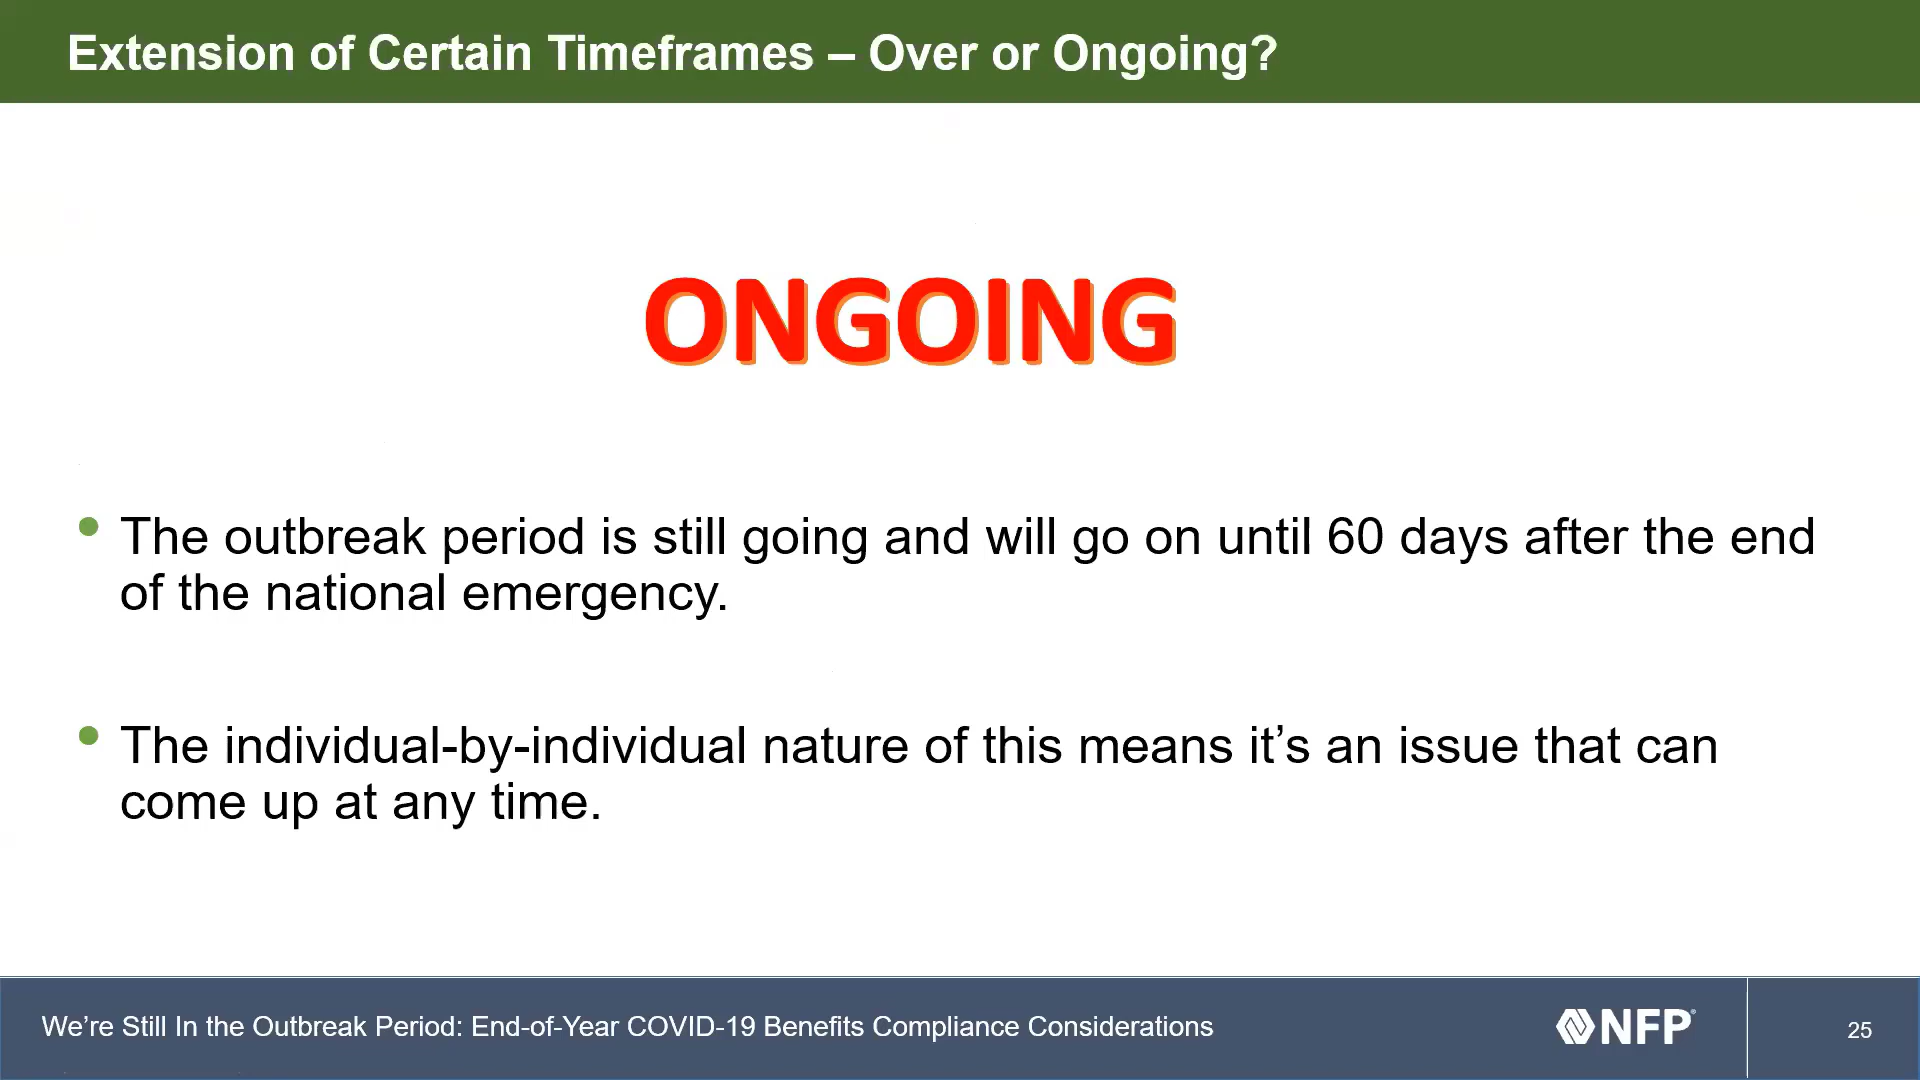 Extension of Certain Timeframes – Over or Ongoing?
ONGOING
• The outbreak period is still going and will go on until 60 days after the end
of the national emergency.
• The individual-by-individual nature of this means it’s an issue that can
come up at any time.
We’re Still In the Outbreak Period: End-of-Year COVID-19 Benefits Compliance Considerations
NFP®
25